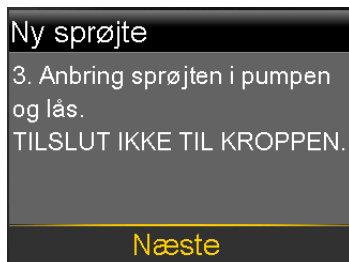 Ny sprøjte
3. Anbring sprøjten i pumpen
og lås.
TILSLUT IKKE TIL KROPPEN.
Næste